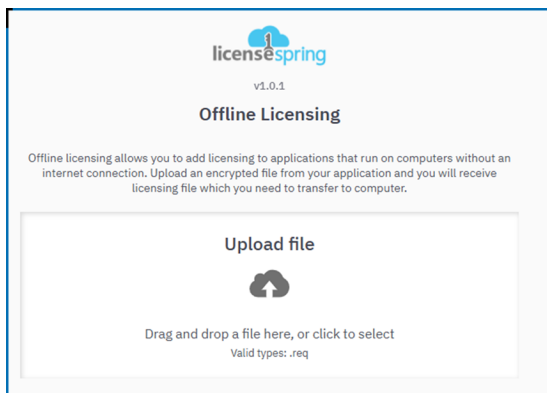 licensespring
v1.0.1
Offline Licensing
Offline licensing allows you to add licensing to applications that run on computers without an
internet connection. Upload an encrypted file from your application and you will receive
licensing file which you need to transfer to computer.
Upload file
Drag and drop a file here, or click to select
Valid types: .req